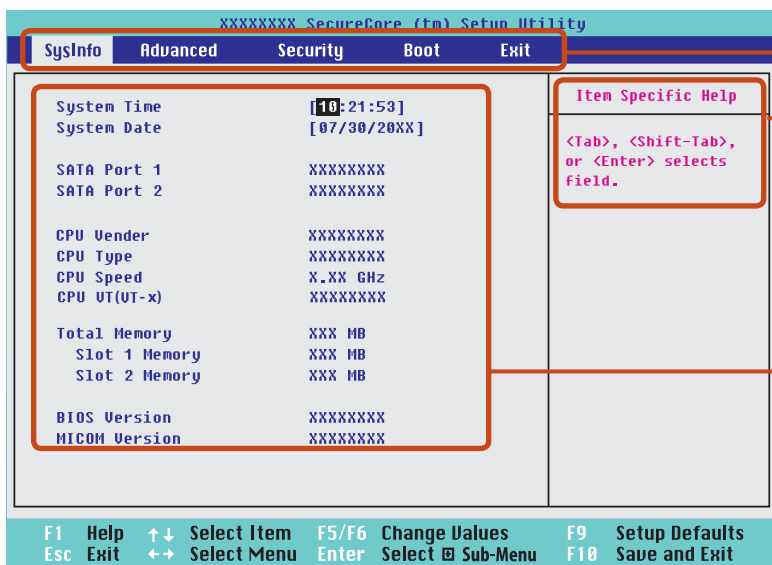 XXXXXXXX SecureCore (tm) Setup Utility
SysInfo Advanced Security Boot Exit
System Time [10:21:53]
System Date [07/30/20XX]
SATA Port 1 XXXXXXXX
SATA Port 2 XXXXXXXX
CPU Vender XXXXXXXX
CPU Type XXXXXXXX
CPU Speed X.XX GHz
CPU VT(VT-x) XXXXXXXX
Total Memory XXX MB
Slot 1 Memory XXX MB
Slot 2 Memory XXX MB
BIOS Version XXXXXXXX
MICOM Version XXXXXXXX
Item Specific Help
<Tab>, <Shift-Tab>,
or <Enter> selects
field.
F1 Help ↑↓ Select Item F5/F6 Change Values F9 Setup Defaults
Esc Exit ←→ Select Menu Enter Select ⊡ Sub-Menu F10 Save and Exit